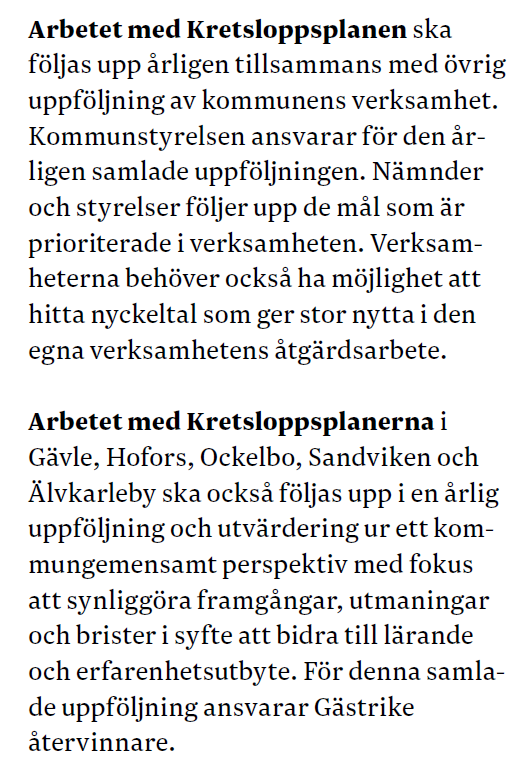 Arbetet med Kretsloppsplanen ska
följas upp årligen tillsammans med övrig
uppföljning av kommunens verksamhet.
Kommunstyrelsen ansvarar för den år-
ligen samlade uppföljningen. Nämnder
och styrelser följer upp de mål som är
prioriterade i verksamheten. Verksam-
heterna behöver också ha möjlighet att
hitta nyckeltal som ger stor nytta i den
egna verksamhetens åtgärdsarbete.

Arbetet med Kretsloppsplanerna i
Gävle, Hofors, Ockelbo, Sandviken och
Älvkarleby ska också följas upp i en årlig
uppföljning och utvärdering ur ett kom-
mungemensamt perspektiv med fokus
att synliggöra framgångar, utmaningar
och brister i syfte att bidra till lärande
och erfarenhetsutbyte. För denna samla-
de uppföljning ansvarar Gästrike
återvinnare.